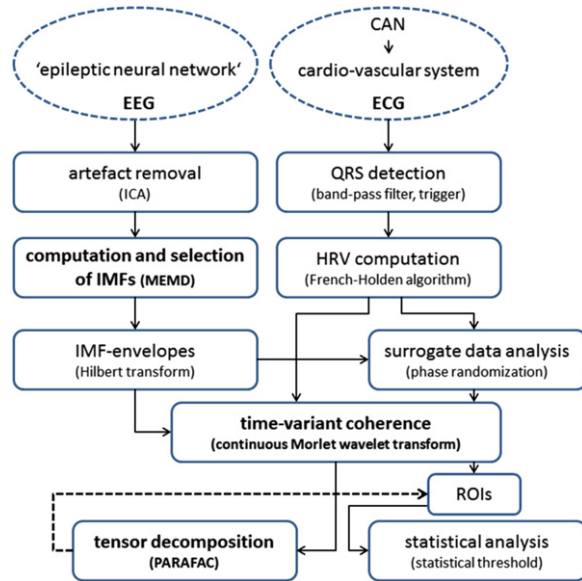 'epileptic neural network'
EEG
CAN
cardio-vascular system
ECG
artefact removal
(ICA)
QRS detection
(band-pass filter, trigger)
computation and selection
of IMFs (MEMD)
HRV computation
(French-Holden algorithm)
IMF-envelopes
(Hilbert transform)
surrogate data analysis
(phase randomization)
time-variant coherence
(continuous Morlet wavelet transform)
ROIs
tensor decomposition
(PARAFAC)
statistical analysis
(statistical threshold)